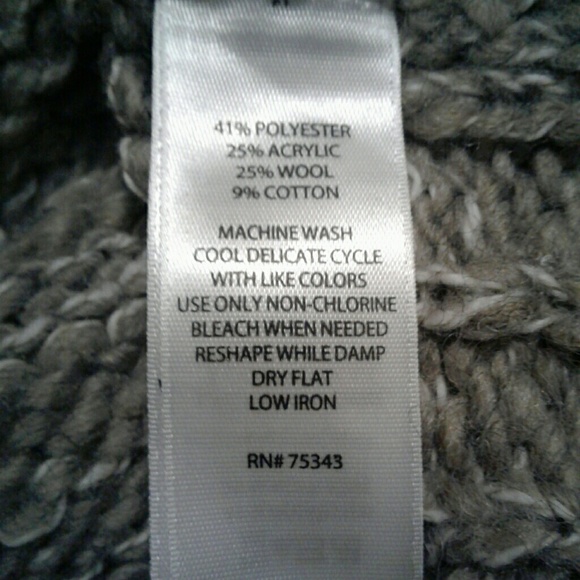 41% POLYESTER
25% ACRYLIC
25% WOOL
9% COTTON
MACHINE WASH
COOL DELICATE CYCLE
WITH LIKE COLORS
USE ONLY NON-CHLORINE
BLEACH WHEN NEEDED
RESHAPE WHILE DAMP
DRY FLAT
LOW IRON
RN# 75343